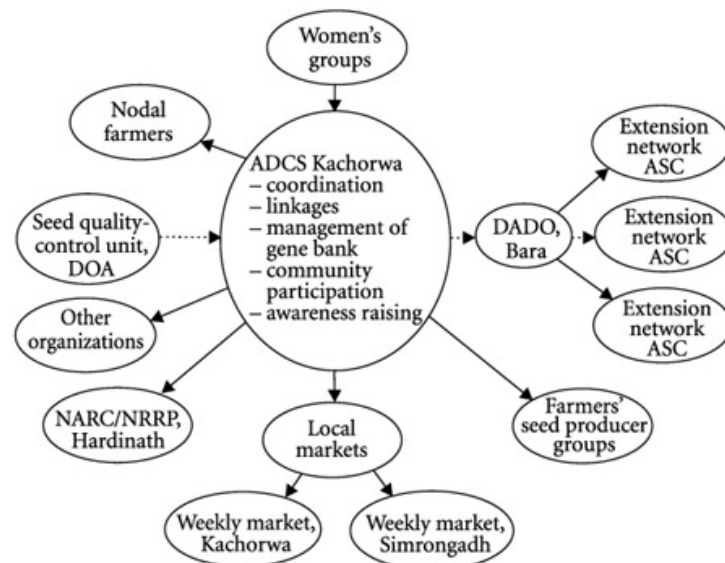 Women's
groups
Nodal
farmers
ADCS Kachorwa
– coordination
– linkages
– management of
gene bank
– community
participation
– awareness raising
Seed quality-
control unit,
DOA
Other
organizations
NARC/NRRP,
Hardinath
Local
markets
Weekly market,
Kachorwa
Weekly market,
Simrongadh
Farmers'
seed producer
groups
DADO,
Bara
Extension
network
ASC
Extension
network
ASC
Extension
network
ASC